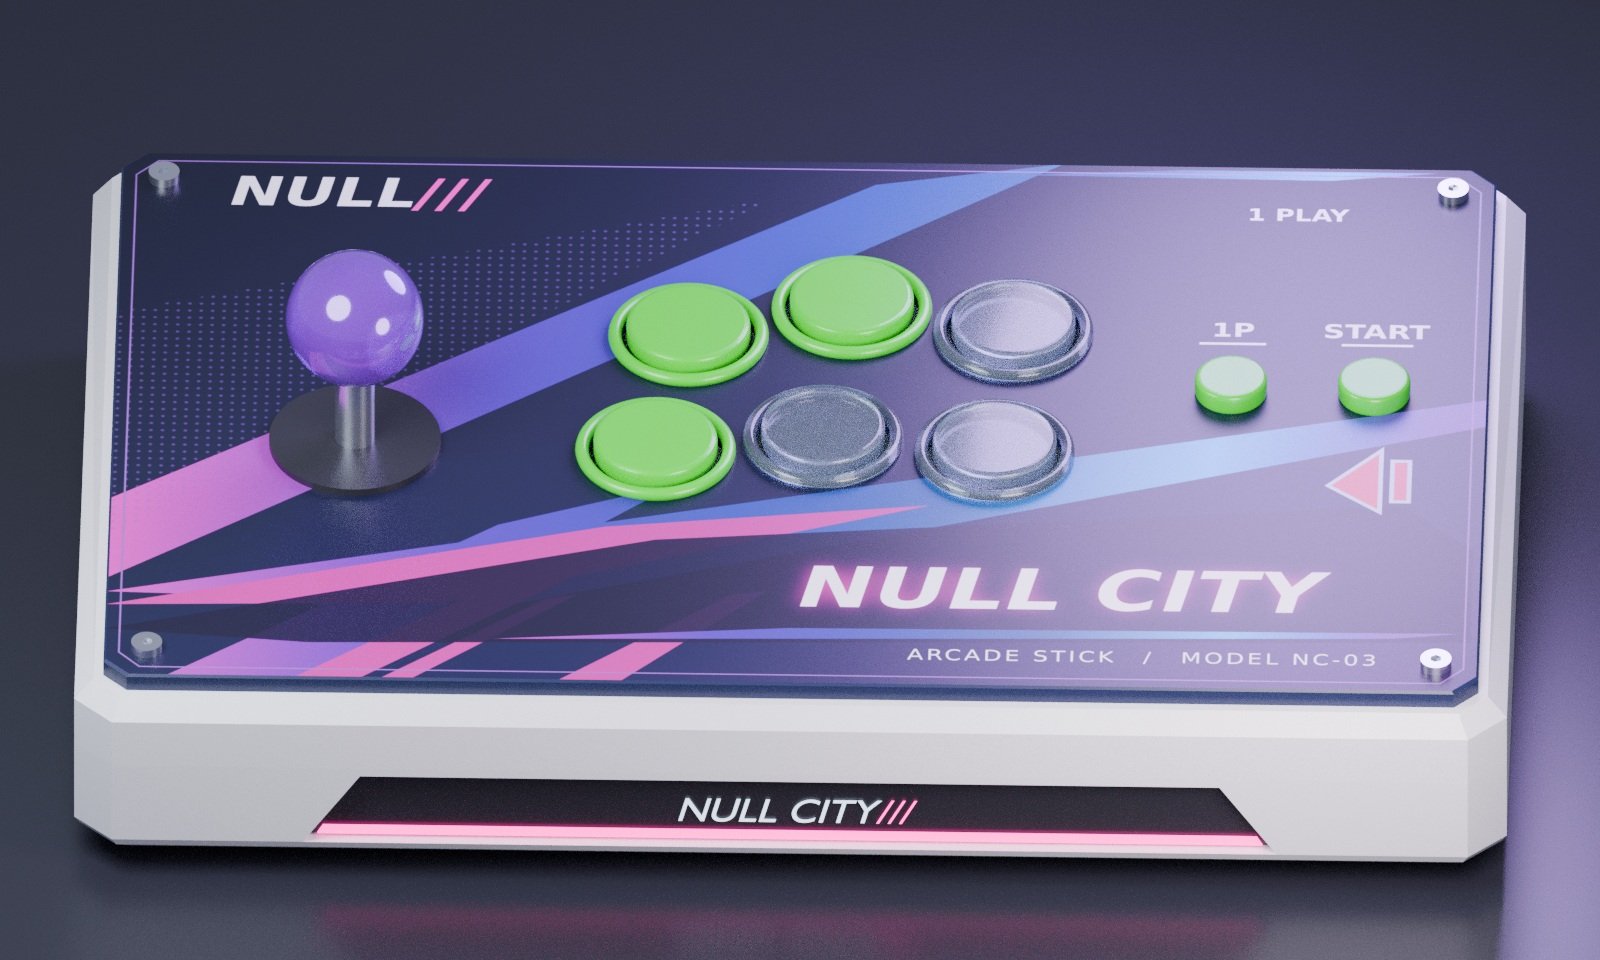 NULL///
1 PLAY
1P
START
NULL CITY
ARCADE STICK / MODEL NC-03
NULL CITY///